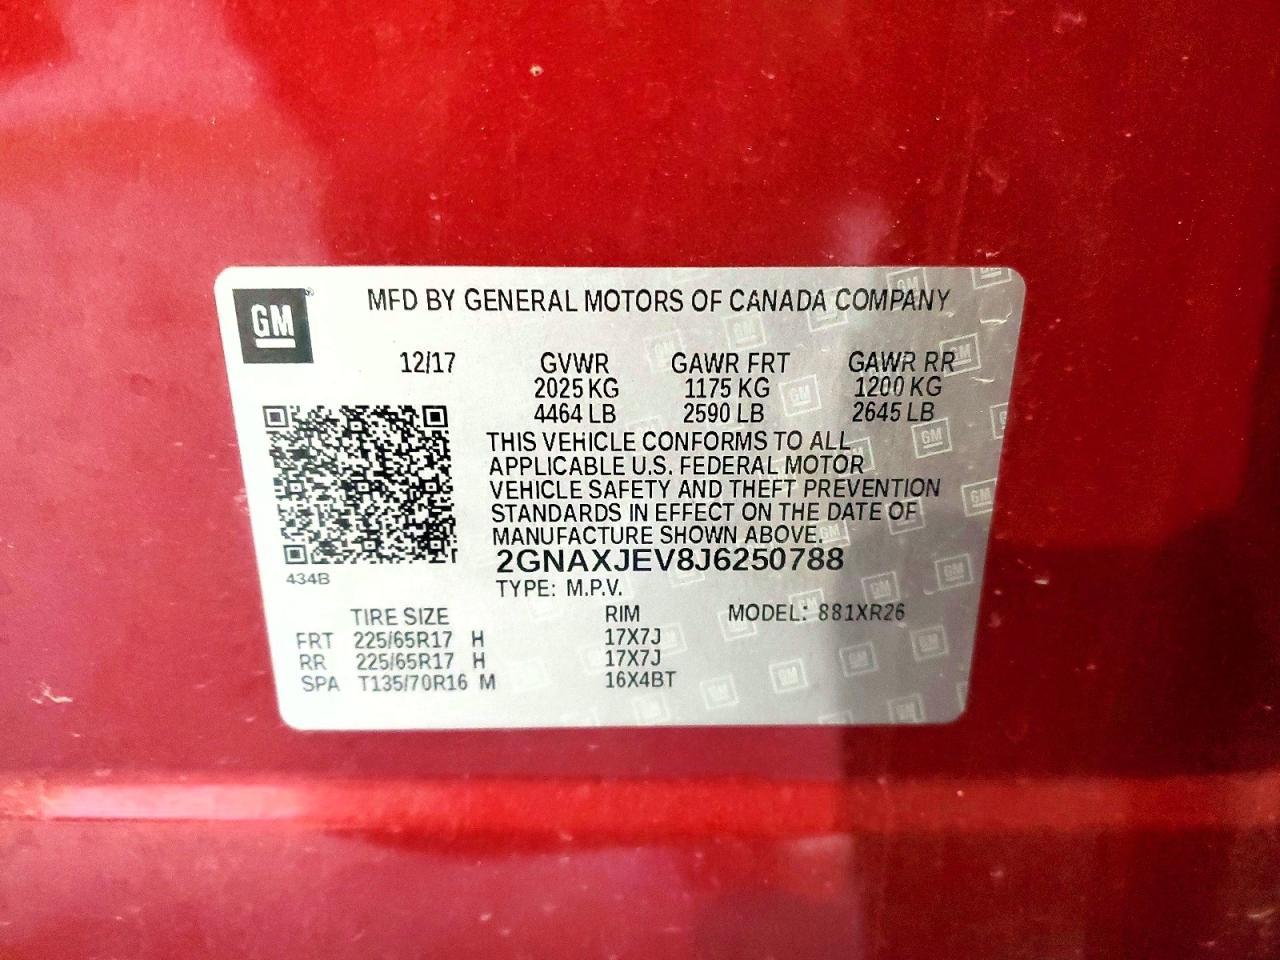 GM
MFD BY GENERAL MOTORS OF CANADA COMPANY
12/17 GVWR GAWR FRT GAWR RR
2025 KG 1175 KG 1200 KG
4464 LB 2590 LB 2645 LB
THIS VEHICLE CONFORMS TO ALL
APPLICABLE U.S. FEDERAL MOTOR
VEHICLE SAFETY AND THEFT PREVENTION
STANDARDS IN EFFECT ON THE DATE OF
MANUFACTURE SHOWN ABOVE.
2GNAXJEV8J6250788
434B
TYPE: M.P.V.
TIRE SIZE RIM MODEL: 881XR26
FRT 225/65R17 H 17X7J
RR 225/65R17 H 17X7J
SPA T135/70R16 M 16X4BT